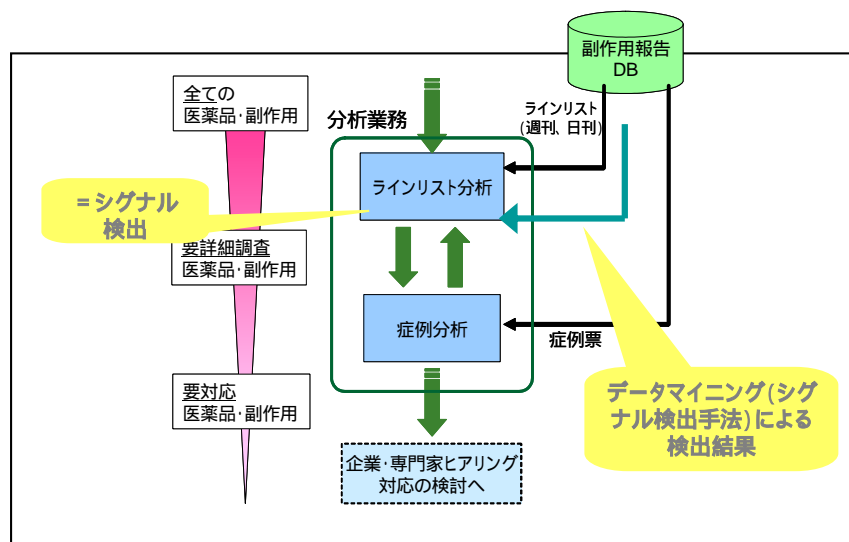 副作用報告
DB
全ての
医薬品・副作用
ラインリスト
(週刊、日刊)
分析業務
ラインリスト分析
=シグナル
検出
要詳細調査
医薬品・副作用
症例分析
症例票
要対応
医薬品・副作用
データマイニング(シグ
ナル検出手法)による
検出結果
企業・専門家ヒアリング
対応の検討へ